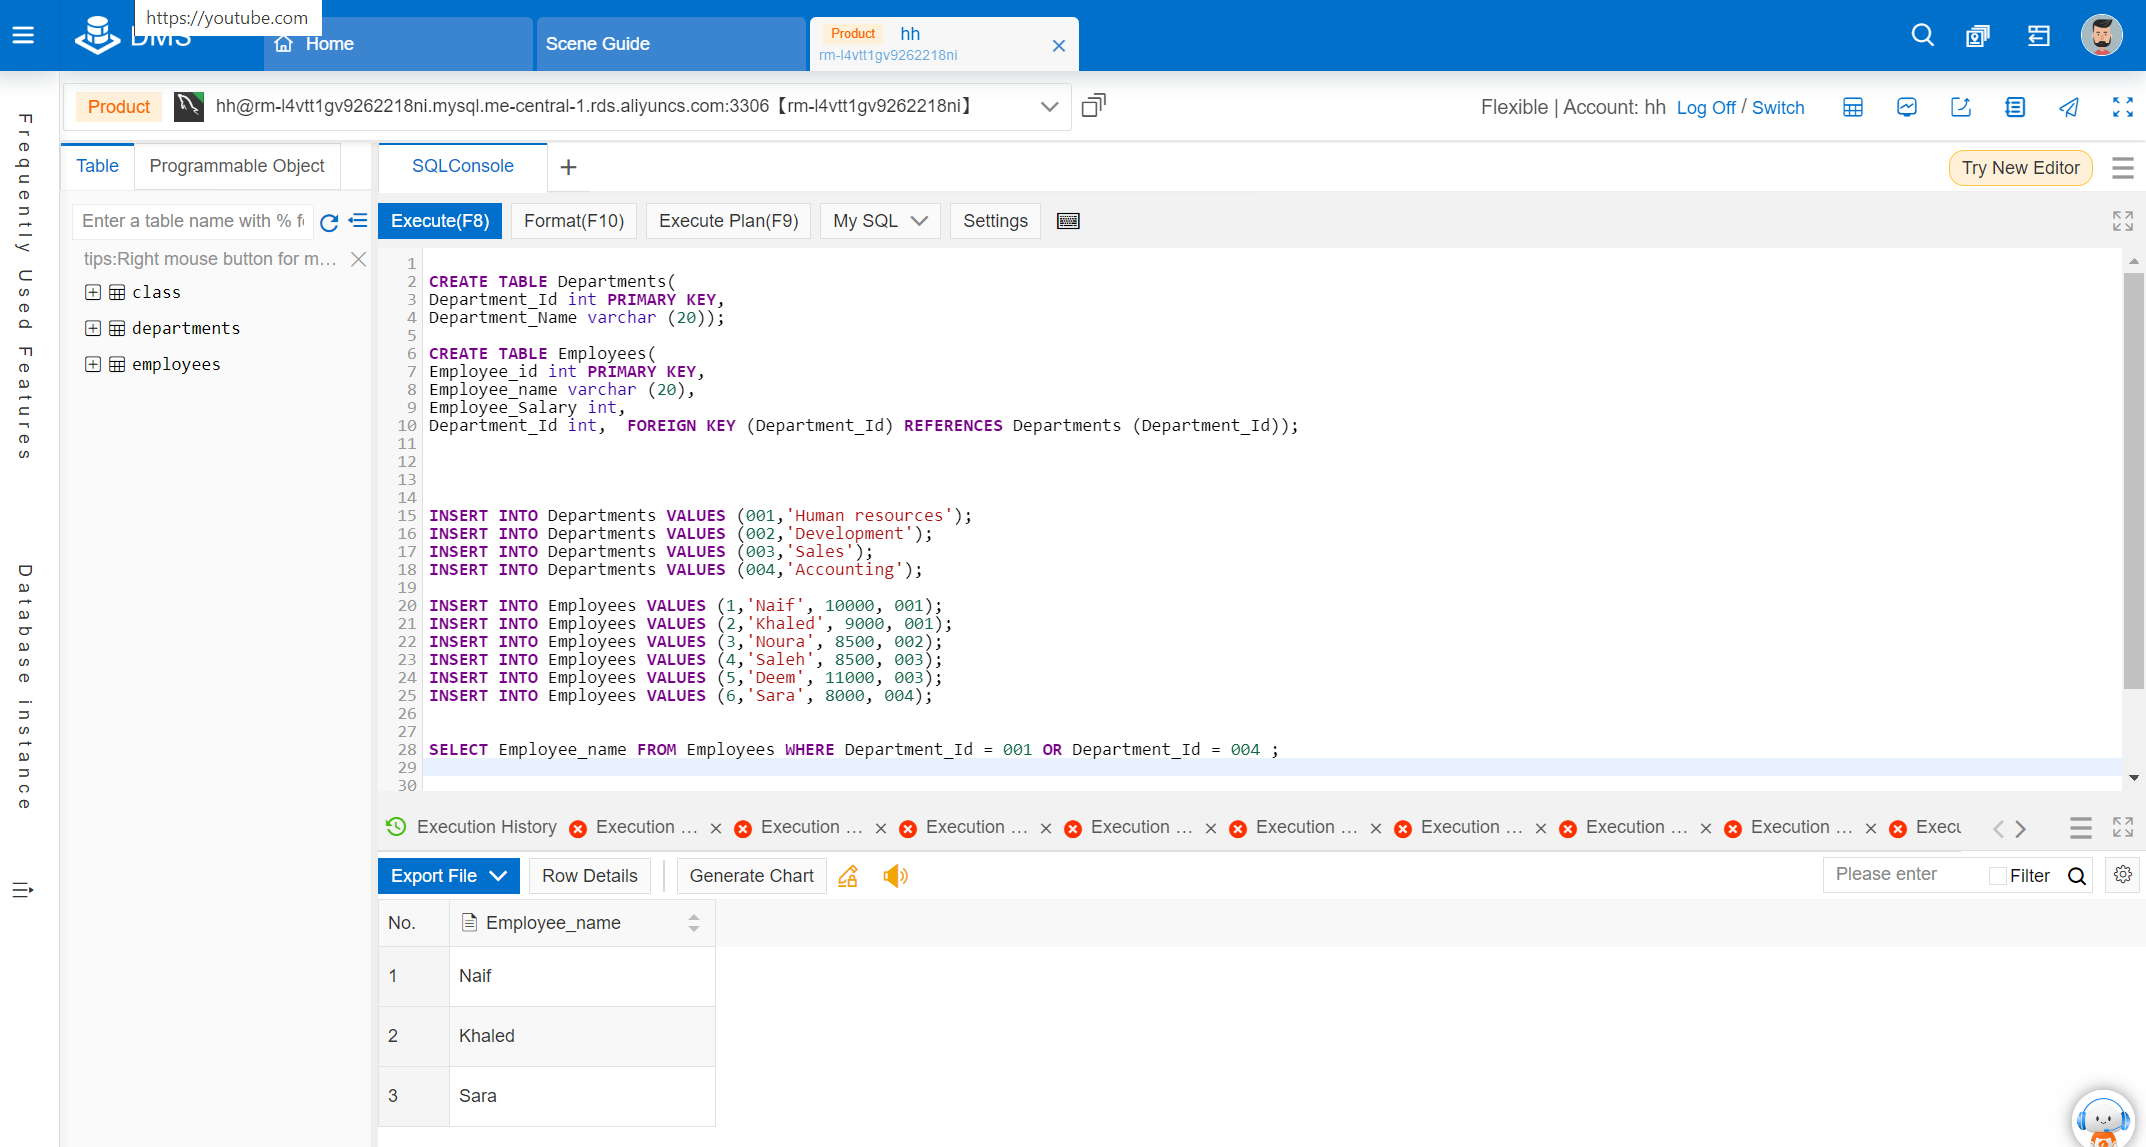 https://youtube.com
DMS
Home
Scene Guide
Product hh
rm-l4vtt1gv9262218ni
Product
hh@rm-l4vtt1gv9262218ni.mysql.me-central-1.rds.aliyuncs.com:3306【rm-l4vtt1gv9262218ni】
Flexible | Account: hh Log Off / Switch
Frequently Used Features
Database instance
Table
Programmable Object
SQLConsole
Try New Editor
Enter a table name with % f
Execute(F8)
Format(F10)
Execute Plan(F9)
My SQL
Settings
tips:Right mouse button for m...
class
departments
employees
1
2 CREATE TABLE Departments(
3 Department_Id int PRIMARY KEY,
4 Department_Name varchar (20));
5
6 CREATE TABLE Employees(
7 Employee_id int PRIMARY KEY,
8 Employee_name varchar (20),
9 Employee_Salary int,
10 Department_Id int,  FOREIGN KEY (Department_Id) REFERENCES Departments (Department_Id));
11
12
13
14
15 INSERT INTO Departments VALUES (001,'Human resources');
16 INSERT INTO Departments VALUES (002,'Development');
17 INSERT INTO Departments VALUES (003,'Sales');
18 INSERT INTO Departments VALUES (004,'Accounting');
19
20 INSERT INTO Employees VALUES (1,'Naif', 10000, 001);
21 INSERT INTO Employees VALUES (2,'Khaled', 9000, 001);
22 INSERT INTO Employees VALUES (3,'Noura', 8500, 002);
23 INSERT INTO Employees VALUES (4,'Saleh', 8500, 003);
24 INSERT INTO Employees VALUES (5,'Deem', 11000, 003);
25 INSERT INTO Employees VALUES (6,'Sara', 8000, 004);
26
27
28 SELECT Employee_name FROM Employees WHERE Department_Id = 001 OR Department_Id = 004 ;
29
30
Execution History Execution ... Execution ... Execution ... Execution ... Execution ... Execution ... Execution ... Execution ... Execu
Export File
Row Details
Generate Chart
Please enter
Filter
No. Employee_name
1 Naif
2 Khaled
3 Sara